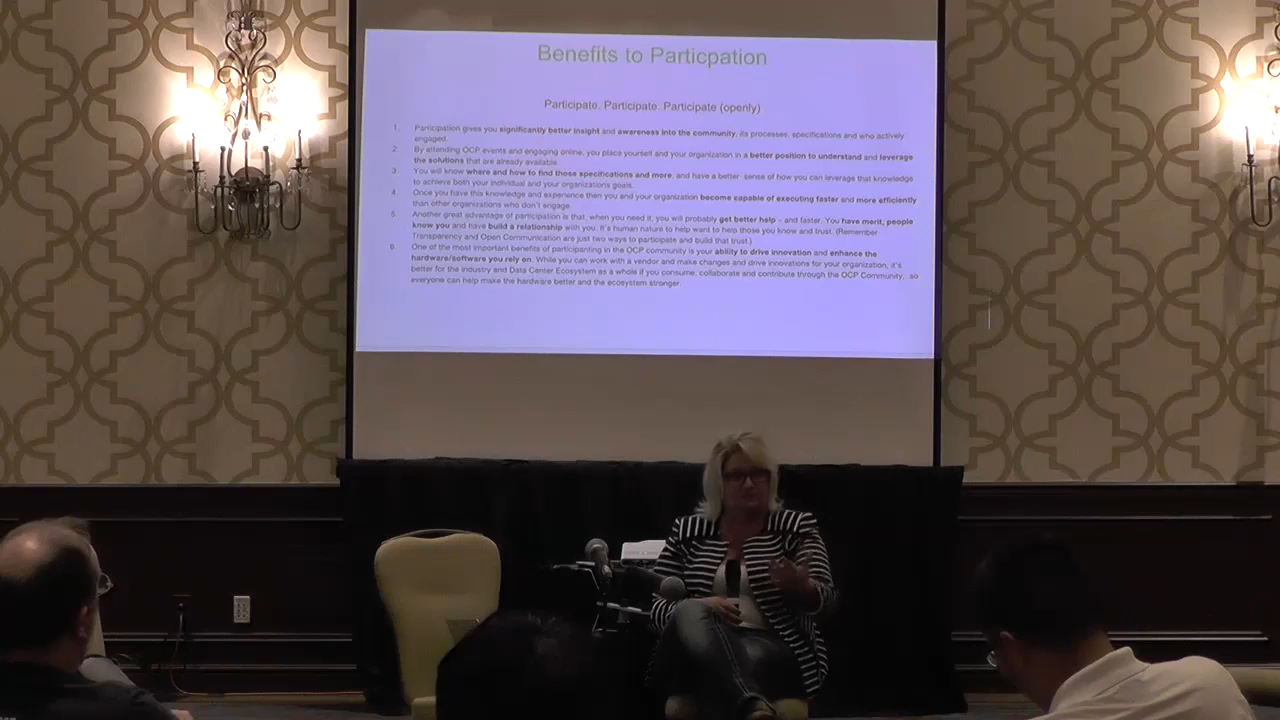 Benefits to Particpation
Participate. Participate. Participate (openly)
1. Participation gives you significantly better insight and awareness into the community, its processes, specifications and who actively
engaged.
2. By attending OCP events and engaging online, you place yourself and your organization in a better position to understand and leverage
the solutions that are already available.
3. You will know where and how to find those specifications and more, and have a better sense of how you can leverage that knowledge
to achieve both your individual and your organizations goals.
4. Once you have this knowledge and experience then you and your organization become capable of executing faster and more efficiently
than other organizations who don't engage.
5. Another great advantage of participation is that, when you need it, you will probably get better help - and faster. You have merit, people
know you and have build a relationship with you. It's human nature to help want to help those you know and trust. (Remember
Transparency and Open Communication are just two ways to participate and build that trust.)
6. One of the most important benefits of participanting in the OCP community is your ability to drive innovation and enhance the
hardware/software you rely on. While you can work with a vendor and make changes and drive innovations for your organization, it's
better for the industry and Data Center Ecosystem as a whole if you consume, collaborate and contribute through the OCP Community, so
everyone can help make the hardware better and the ecosystem stronger.